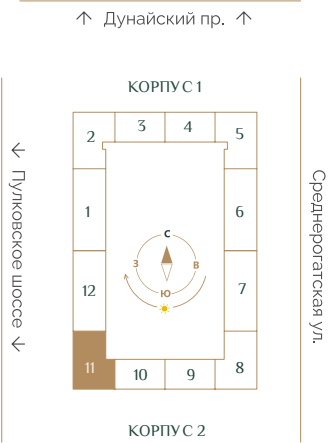 Дунайский пр.
КОРПУС 1
2 3 4 5
1 6
12 7
11 10 9 8
С
З В
Ю
Пулковское шоссе
Среднерогатская ул.
КОРПУС 2